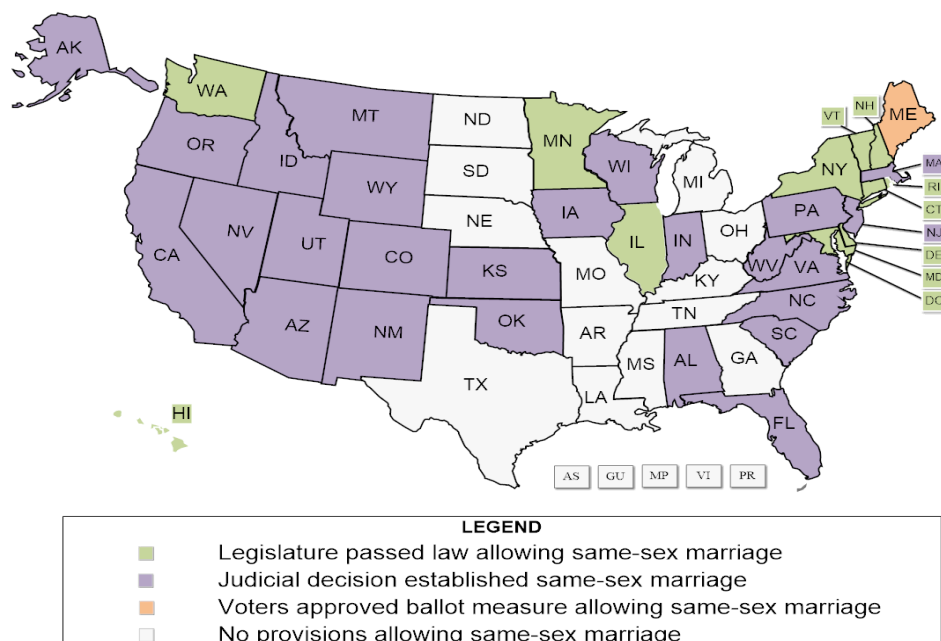 AK
WA
MT
ND
MN
VT
NH
ME
OR
ID
SD
WI
MI
NY
MA
WY
RI
NE
IA
PA
CT
NV
IL
IN
OH
NJ
CA
UT
CO
KS
MO
WV
VA
DE
KY
MD
AZ
NM
OK
TN
NC
DC
AR
SC
TX
MS
AL
GA
LA
HI
FL
AS
GU
MP
VI
PR
LEGEND
Legislature passed law allowing same-sex marriage
Judicial decision established same-sex marriage
Voters approved ballot measure allowing same-sex marriage
No provisions allowing same-sex marriage